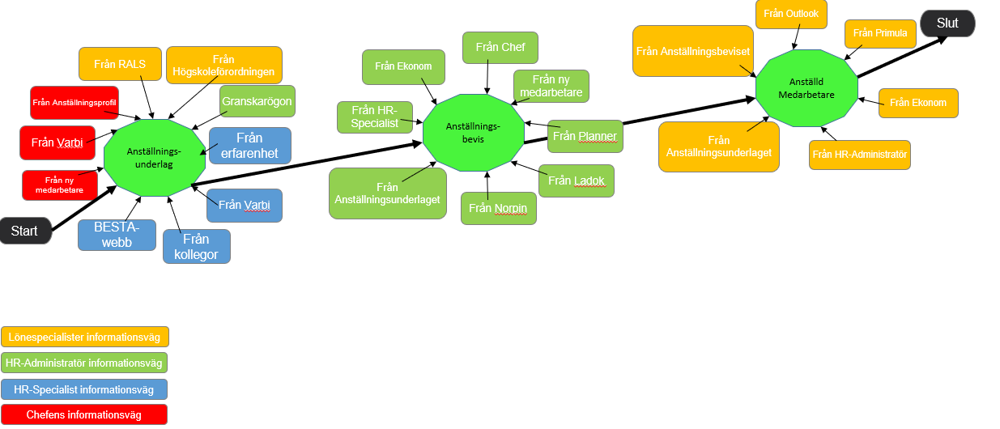 Från Outlook
Från Primula
Slut
Från Anställningsbeviset
Från Chef
Från RALS
Från
Högskoleförordningen
Från Ekonom
Från ny
medarbetare
Anställd
Medarbetare
Från Anställningsprofil
Granskarögon
Från HR-
Specialist
Från Ekonom
Från Varbi
Anställnings-
underlag
Från
erfarenhet
Anställnings-
bevis
Från Planner
Från
Anställningsunderlaget
Från HR-Administratör
Från ny
medarbetare
Från
Anställningsunderlaget
Från Ladok
Från Varbi
Från Norpin
Start
BESTA-
webb
Från
kollegor
Lönespecialister informationsväg
HR-Administratör informationsväg
HR-Specialist informationsväg
Chefens informationsväg